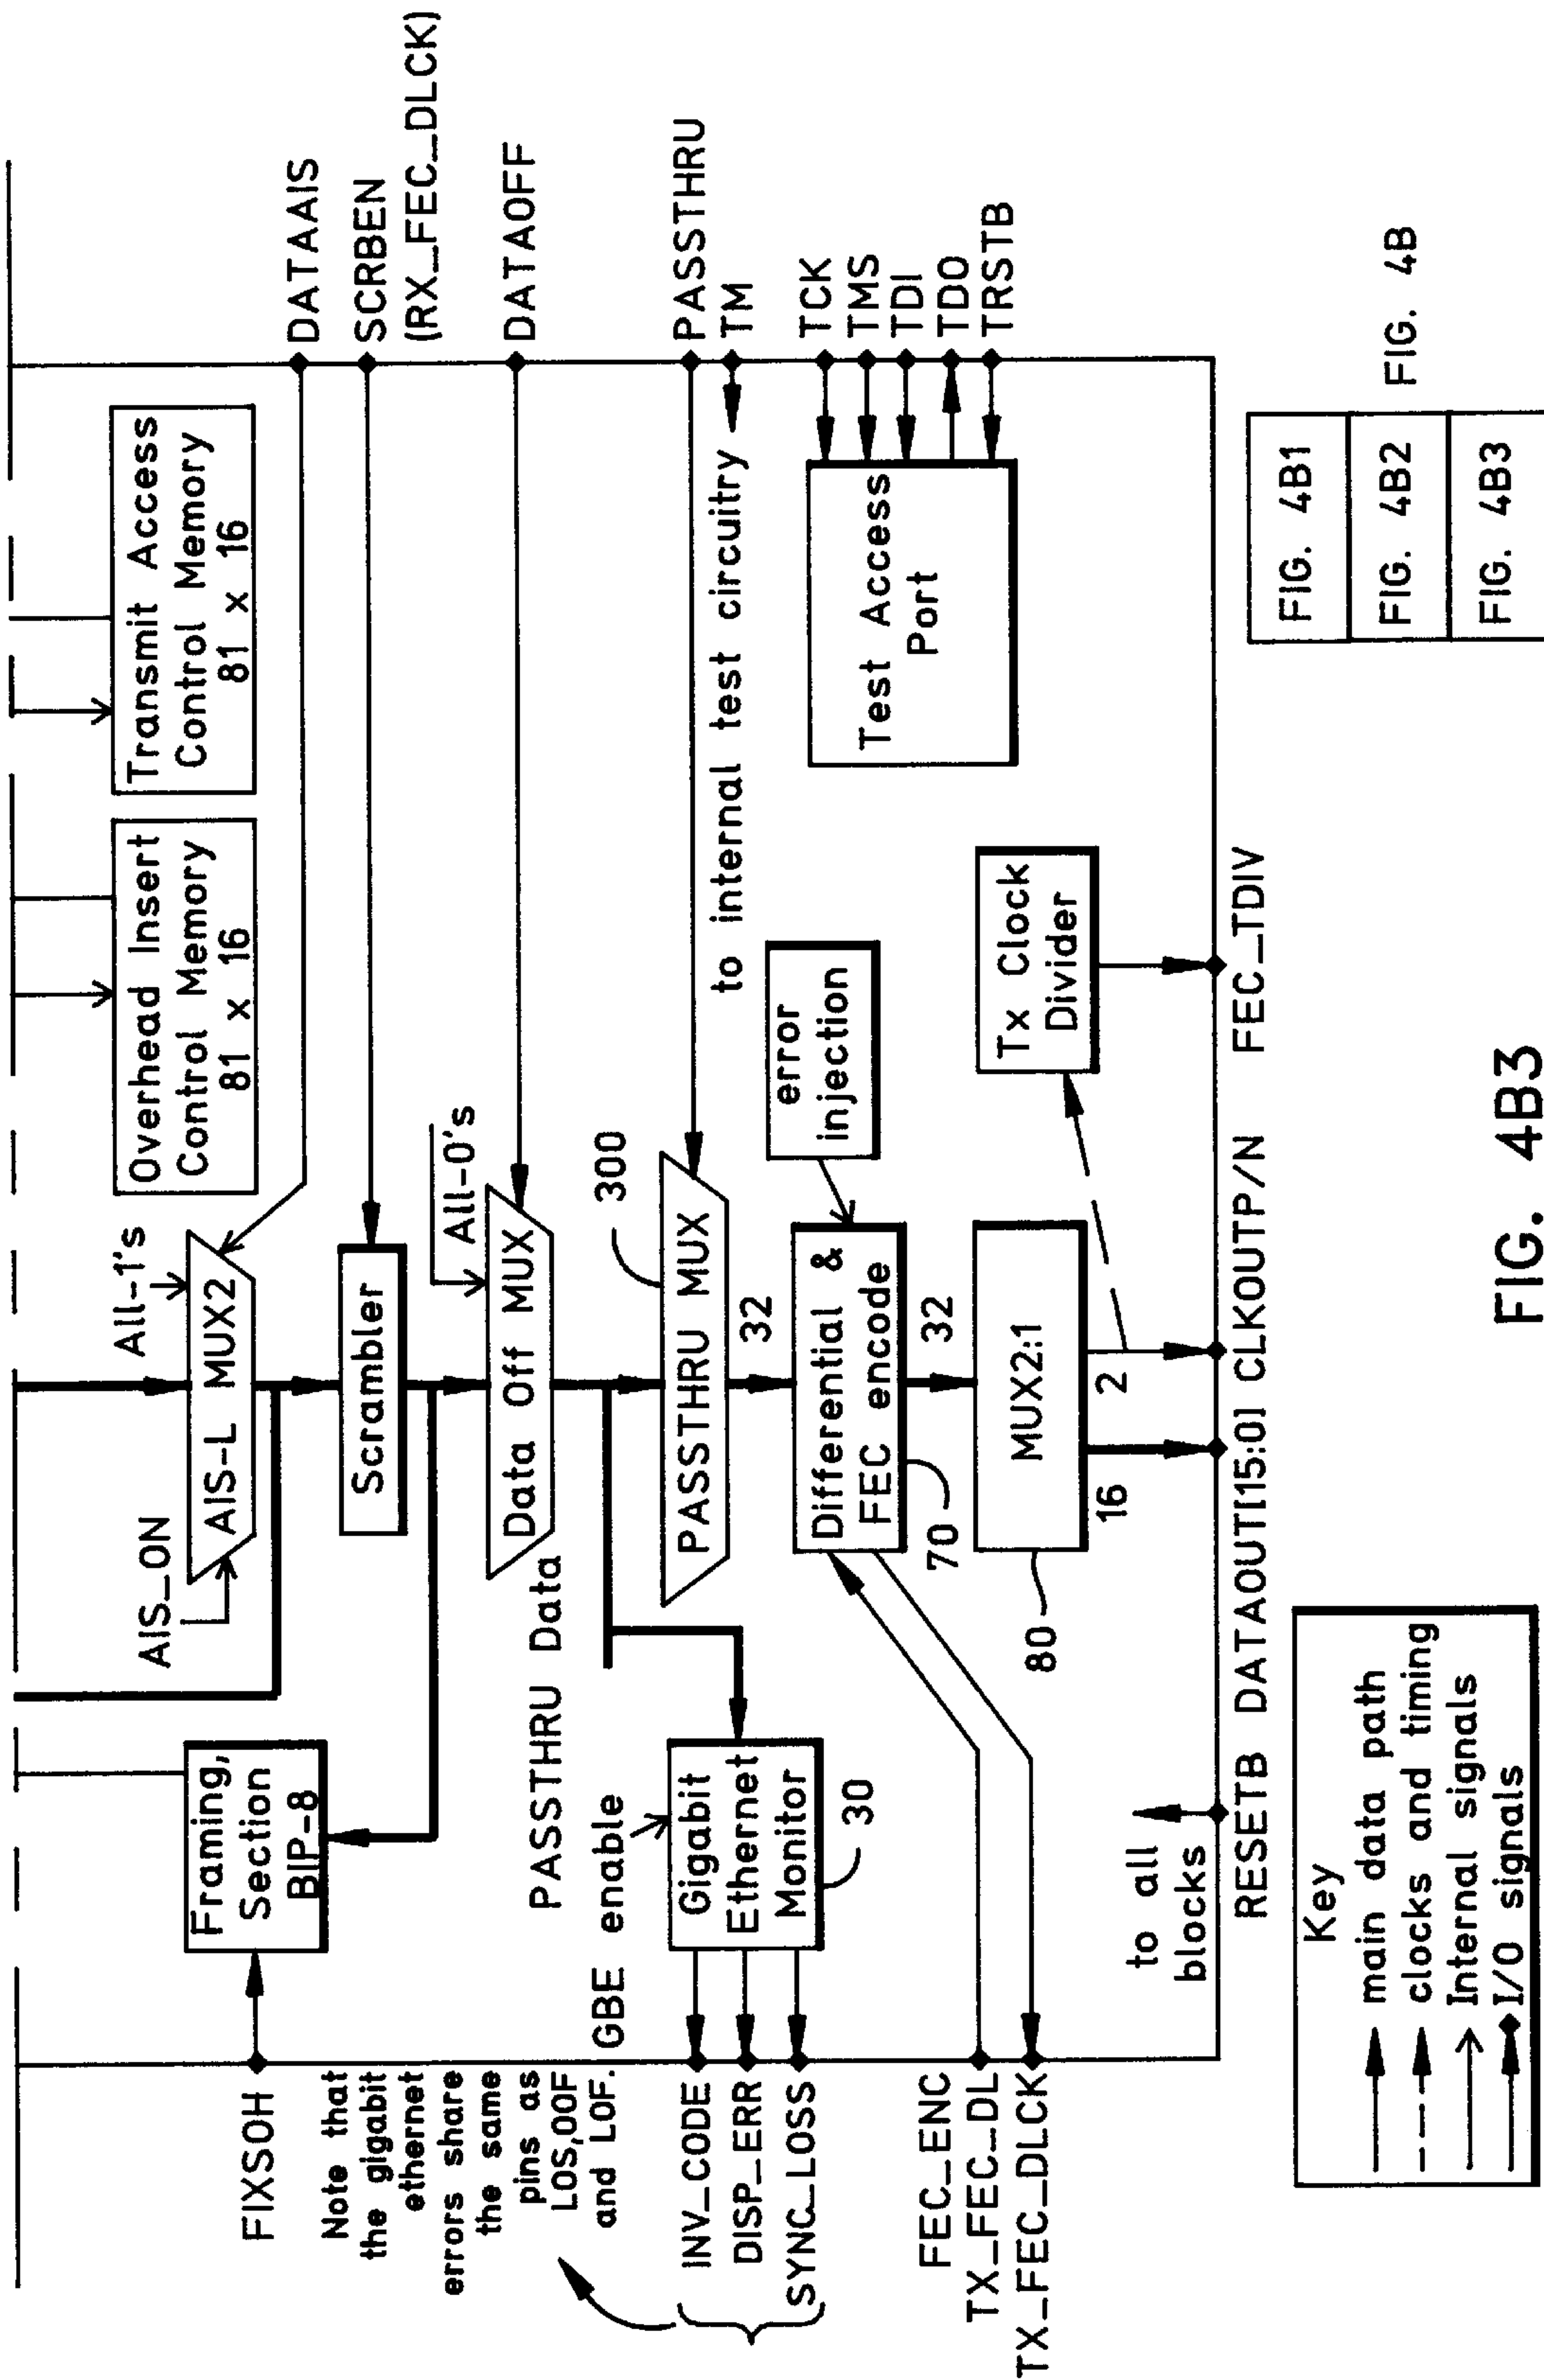 Transmit Access
Control Memory
81 x 16
Overhead Insert
Control Memory
81 x 16
All-1's
AIS_ON
AIS-L MUX2
DATAAIS
Framing,
Section
BIP-8
FIXSOH
Scrambler
SCRBEN
(RX_FEC_DLCK)
Note that
the gigabit
ethernet
errors share
the same
pins as
LOS,OOF
and LOF.
All-0's
Data Off MUX
DATAOFF
PASSTHRU Data
300
PASSTHRU MUX
PASSTHRU
TM
to internal test circuitry
GBE enable
Gigabit
Ethernet
Monitor
30
INV_CODE
DISP_ERR
SYNC_LOSS
32
error
injection
Differential &
FEC encode
70
32
TCK
TMS
TDI
TDO
TRSTB
Test Access
Port
FEC_ENC
TX_FEC_DL
TX_FEC_DLCK
MUX2:1
80
16
2
Tx Clock
Divider
to all
blocks
RESETB DATAOUT[15:0] CLKOUTP/N FEC_TDIV
Key
main data path
clocks and timing
Internal signals
I/O signals
FIG. 4B1
FIG. 4B2
FIG. 4B3
FIG. 4B
FIG. 4B3